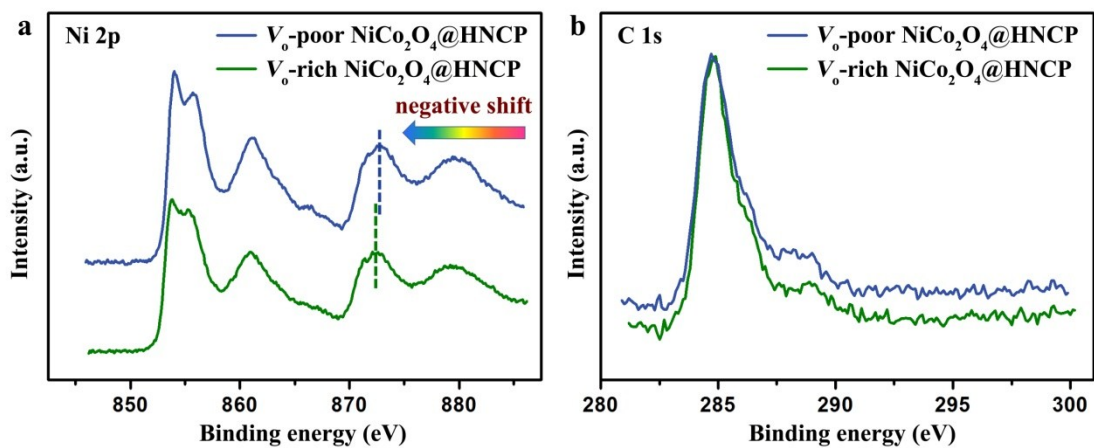 a
Ni 2p
Vo-poor NiCo2O4@HNCP
Vo-rich NiCo2O4@HNCP
negative shift
Intensity (a.u.)
850 860 870 880
Binding energy (eV)
b
C 1s
Vo-poor NiCo2O4@HNCP
Vo-rich NiCo2O4@HNCP
Intensity (a.u.)
280 285 290 295 300
Binding energy (eV)